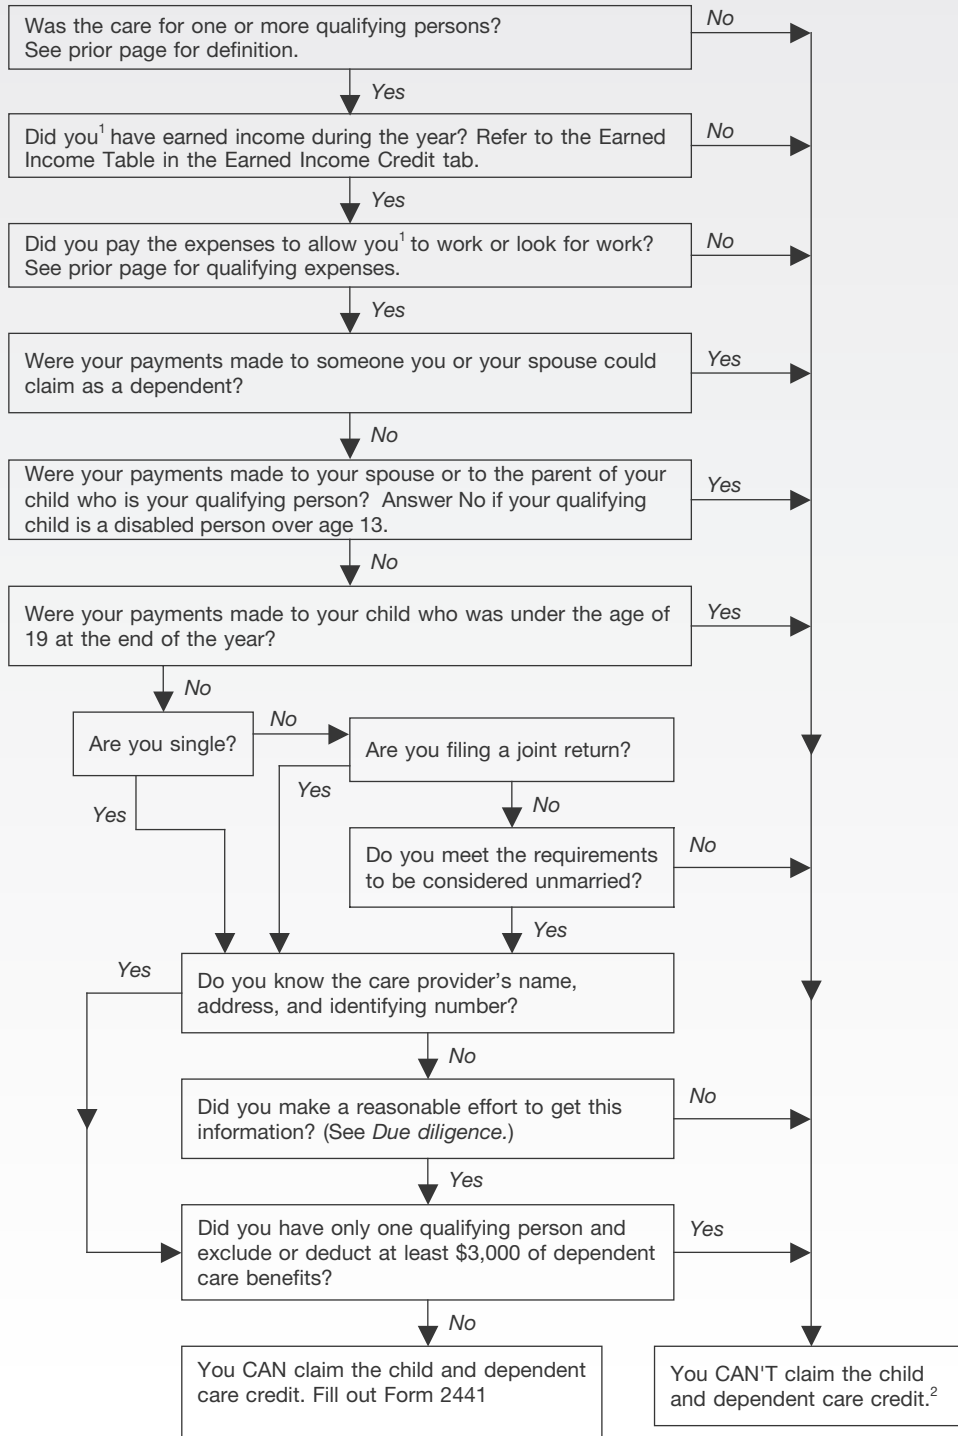 Was the care for one or more qualifying persons?
See prior page for definition.
No
Yes
Did you¹ have earned income during the year? Refer to the Earned
Income Table in the Earned Income Credit tab.
No
Yes
Did you pay the expenses to allow you¹ to work or look for work?
See prior page for qualifying expenses.
No
Yes
Were your payments made to someone you or your spouse could
claim as a dependent?
Yes
No
Were your payments made to your spouse or to the parent of your
child who is your qualifying person? Answer No if your qualifying
child is a disabled person over age 13.
Yes
No
Were your payments made to your child who was under the age of
19 at the end of the year?
Yes
No
Are you single?
No
Are you filing a joint return?
Yes
Yes
No
Do you meet the requirements
to be considered unmarried?
No
Yes
Do you know the care provider's name,
address, and identifying number?
Yes
No
Did you make a reasonable effort to get this
information? (See Due diligence.)
No
Yes
Did you have only one qualifying person and
exclude or deduct at least $3,000 of dependent
care benefits?
Yes
No
You CAN claim the child and dependent
care credit. Fill out Form 2441
You CAN'T claim the child
and dependent care credit.²